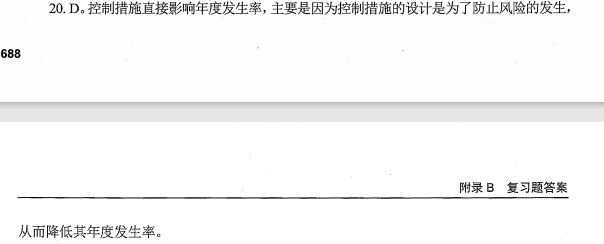 20. D。控制措施直接影响年度发生率，主要是因为控制措施的设计是为了防止风险的发生，
688
附录 B 复习题答案
从而降低其年度发生率。